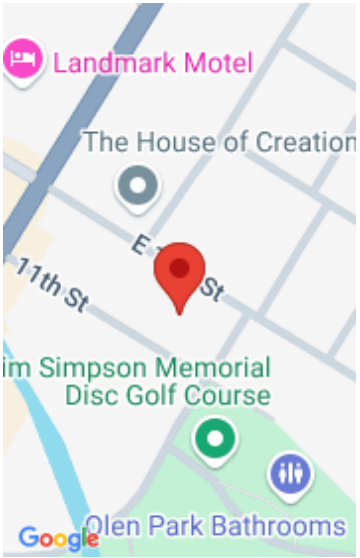 Landmark Motel
The House of Creation
E
St
11th St
im Simpson Memorial
Disc Golf Course
Olen Park Bathrooms
Google